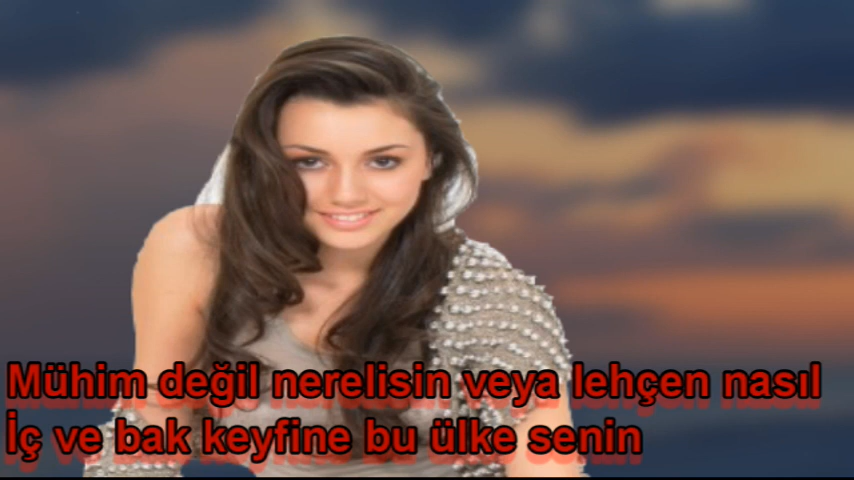 Mühim değil nerelisin veya lehçen nasıl
İç ve bak keyfine bu ülke senin